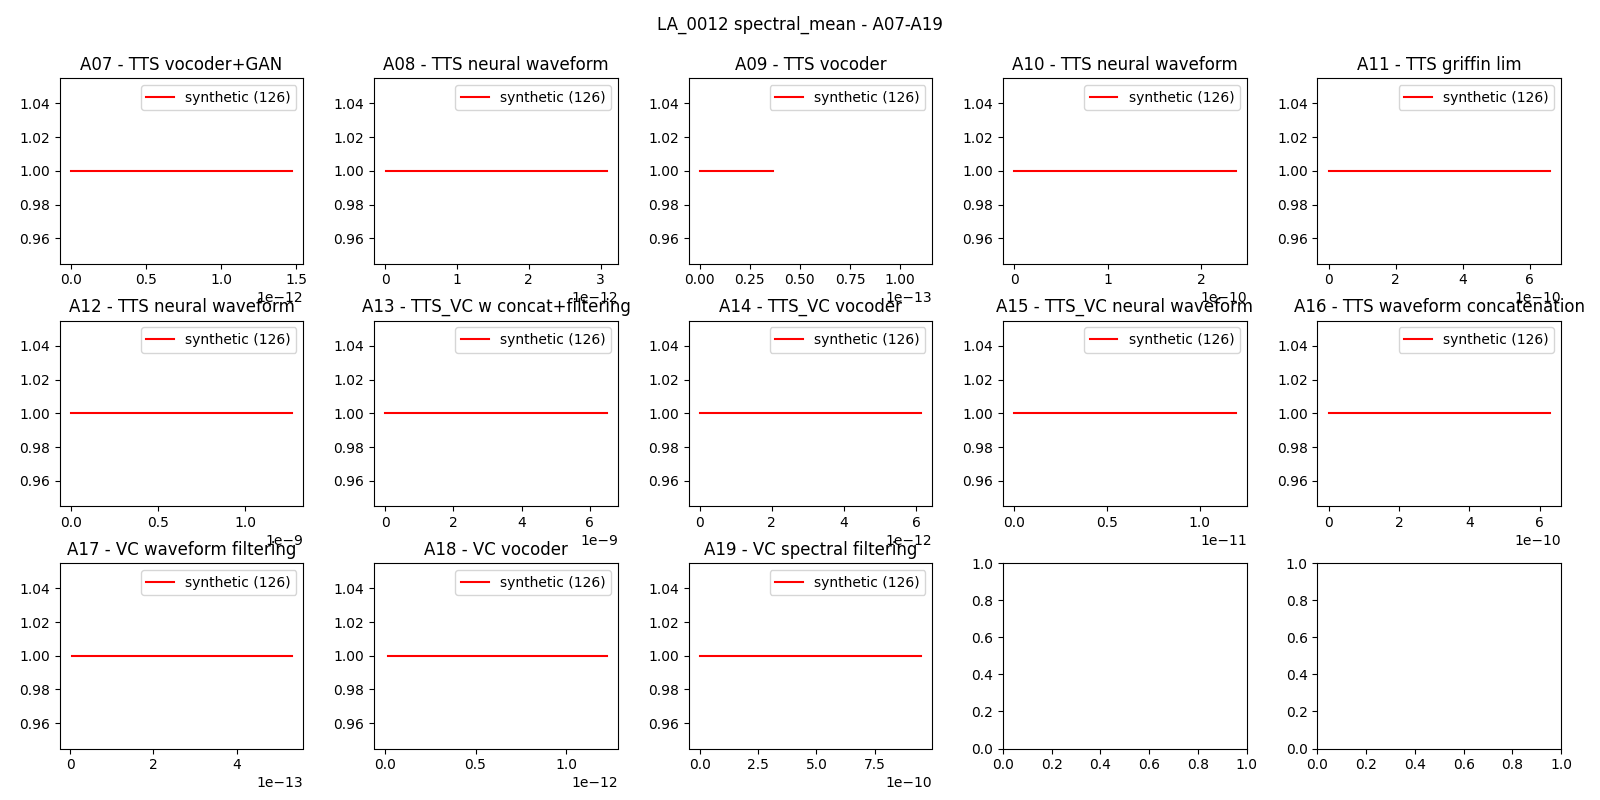 LA_0012 spectral_mean - A07-A19
A07 - TTS vocoder+GAN
synthetic (126)
1.04
1.02
1.00
0.98
0.96
0.0 0.5 1.0 1.5
1e−12
A08 - TTS neural waveform
synthetic (126)
1.04
1.02
1.00
0.98
0.96
0 1 2 3
1e−12
A09 - TTS vocoder
synthetic (126)
1.04
1.02
1.00
0.98
0.96
0.00 0.25 0.50 0.75 1.00
1e−13
A10 - TTS neural waveform
synthetic (126)
1.04
1.02
1.00
0.98
0.96
0 1 2
1e−10
A11 - TTS griffin lim
synthetic (126)
1.04
1.02
1.00
0.98
0.96
0 2 4 6
1e−10
A12 - TTS neural waveform
synthetic (126)
1.04
1.02
1.00
0.98
0.96
0.0 0.5 1.0
1e−9
A13 - TTS_VC w concat+filtering
synthetic (126)
1.04
1.02
1.00
0.98
0.96
0 2 4 6
1e−9
A14 - TTS_VC vocoder
synthetic (126)
1.04
1.02
1.00
0.98
0.96
0 2 4 6
1e−12
A15 - TTS_VC neural waveform
synthetic (126)
1.04
1.02
1.00
0.98
0.96
0.0 0.5 1.0
1e−11
A16 - TTS waveform concatenation
synthetic (126)
1.04
1.02
1.00
0.98
0.96
0 2 4 6
1e−10
A17 - VC waveform filtering
synthetic (126)
1.04
1.02
1.00
0.98
0.96
0 2 4
1e−13
A18 - VC vocoder
synthetic (126)
1.04
1.02
1.00
0.98
0.96
0.0 0.5 1.0
1e−12
A19 - VC spectral filtering
synthetic (126)
1.04
1.02
1.00
0.98
0.96
0.0 2.5 5.0 7.5
1e−10
1.0
0.8
0.6
0.4
0.2
0.0
0.0 0.2 0.4 0.6 0.8 1.0
1.0
0.8
0.6
0.4
0.2
0.0
0.0 0.2 0.4 0.6 0.8 1.0